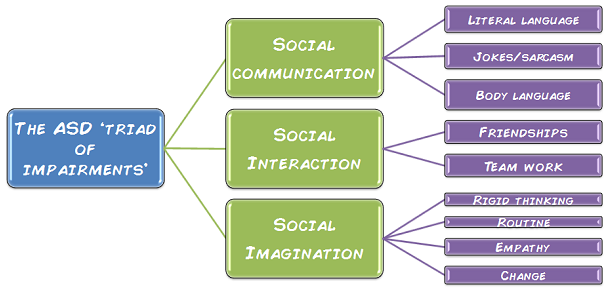 The ASD ‘triad
of
impairments’
Social
communication
Literal language
Jokes/sarcasm
Body language
Social
Interaction
Friendships
Team work
Social
Imagination
Rigid thinking
Routine
Empathy
Change